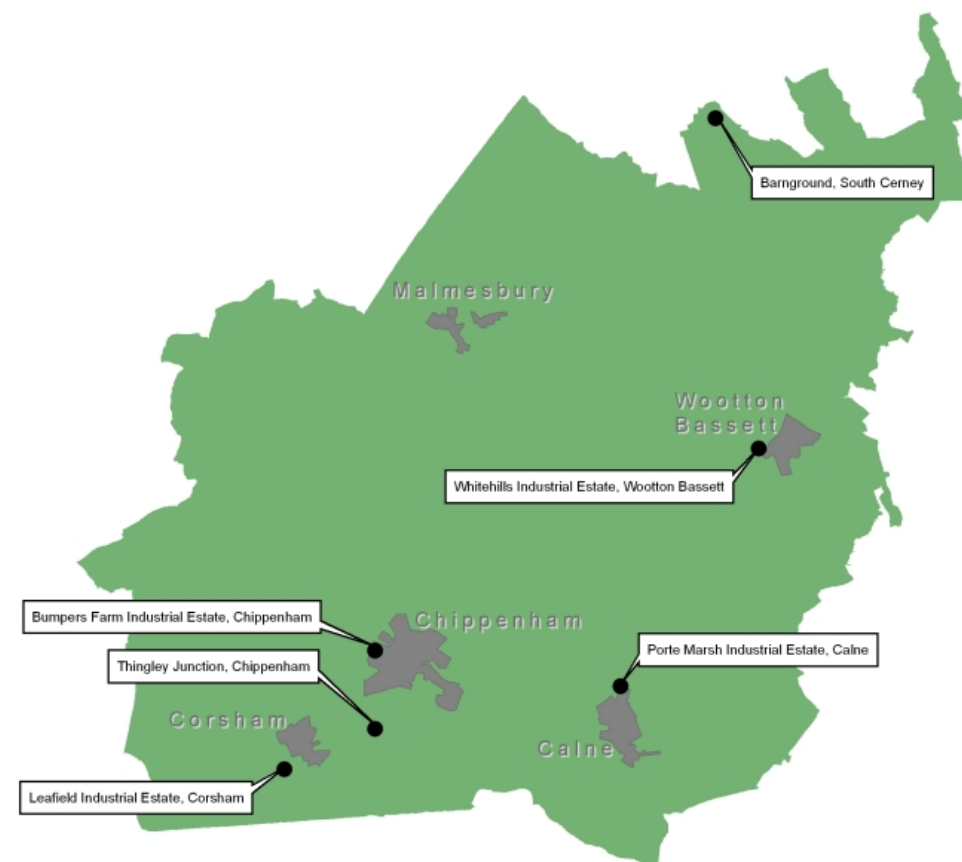 Barnground, South Cerney
Malmesbury
Wootton
Bassett
Whitehills Industrial Estate, Wootton Bassett
Bumpers Farm Industrial Estate, Chippenham
Chippenham
Porte Marsh Industrial Estate, Calne
Thingley Junction, Chippenham
Corsham
Calne
Leafield Industrial Estate, Corsham